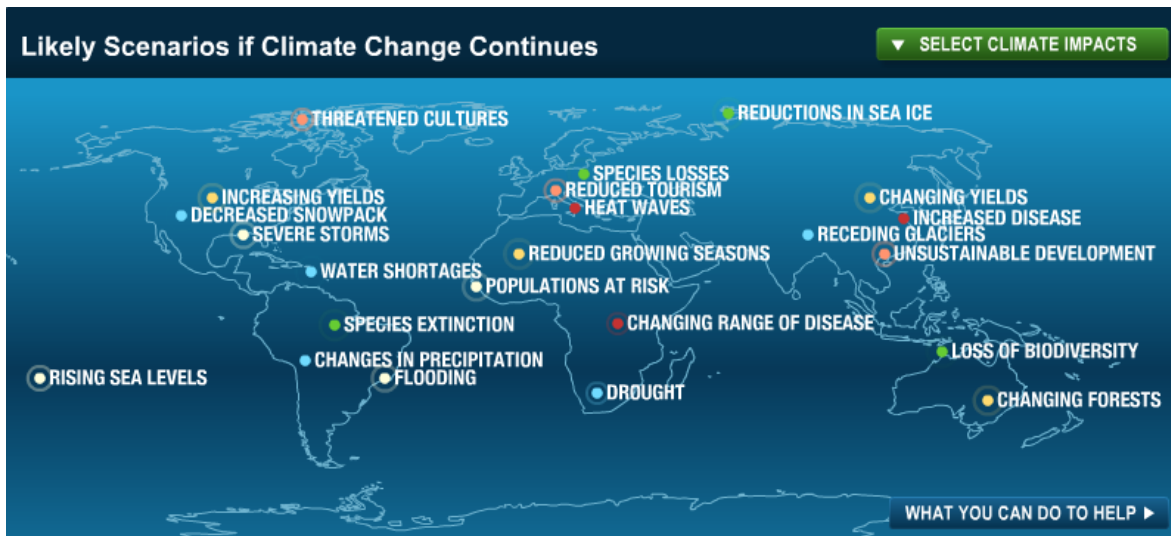 Likely Scenarios if Climate Change Continues
SELECT CLIMATE IMPACTS
REDUCTIONS IN SEA ICE
THREATENED CULTURES
SPECIES LOSSES
REDUCED TOURISM
INCREASING YIELDS
CHANGING YIELDS
HEAT WAVES
DECREASED SNOWPACK
INCREASED DISEASE
SEVERE STORMS
RECEDING GLACIERS
REDUCED GROWING SEASONS
UNSUSTAINABLE DEVELOPMENT
WATER SHORTAGES
POPULATIONS AT RISK
SPECIES EXTINCTION
CHANGING RANGE OF DISEASE
LOSS OF BIODIVERSITY
CHANGES IN PRECIPITATION
RISING SEA LEVELS
FLOODING
DROUGHT
CHANGING FORESTS
WHAT YOU CAN DO TO HELP